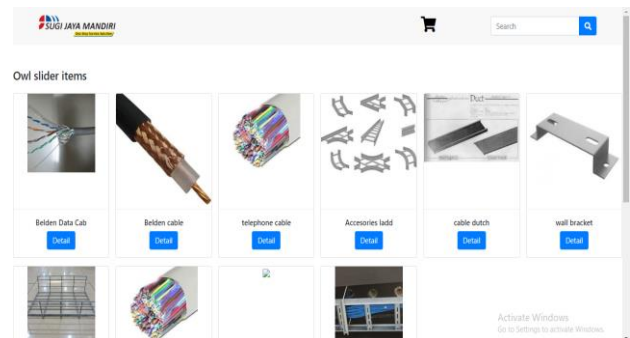 SUGI JAYA MANDIRI
Search
Owl slider items
Duct
Belden Data Cab
Belden cable
telephone cable
Accesories ladd
cable dutch
wall bracket
Detail
Detail
Detail
Detail
Detail
Detail
Activate Windows
Go to Settings to activate Windows.